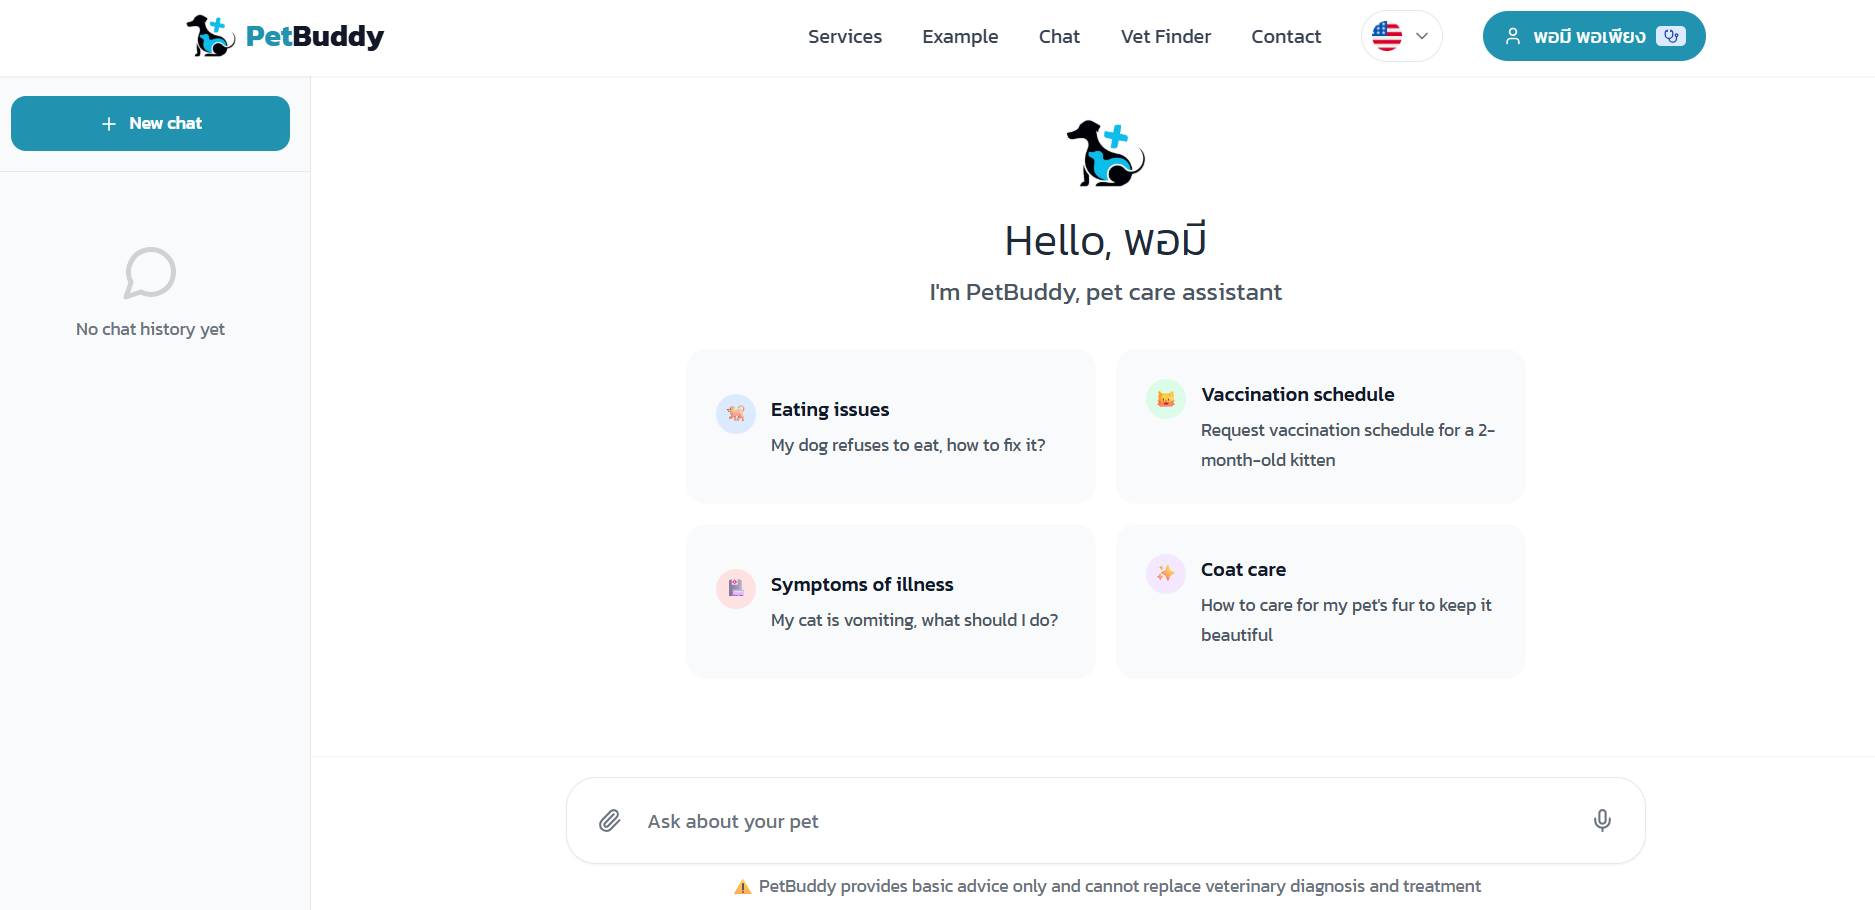 PetBuddy
Services
Example
Chat
Vet Finder
Contact
พอมี พอเพียง
New chat
No chat history yet
Hello, พอมี
I'm PetBuddy, pet care assistant
Eating issues
My dog refuses to eat, how to fix it?
Vaccination schedule
Request vaccination schedule for a 2-
month-old kitten
Symptoms of illness
My cat is vomiting, what should I do?
Coat care
How to care for my pet's fur to keep it
beautiful
Ask about your pet
PetBuddy provides basic advice only and cannot replace veterinary diagnosis and treatment